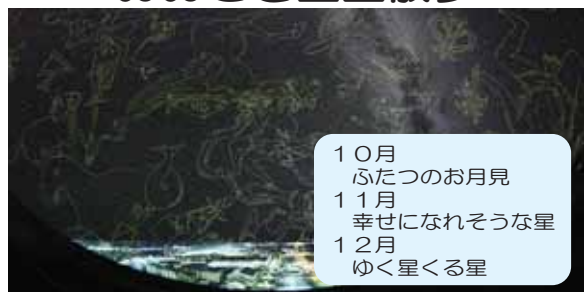 １０月
ふたつのお月見
１１月
幸せになれそうな星
１２月
ゆく星くる星